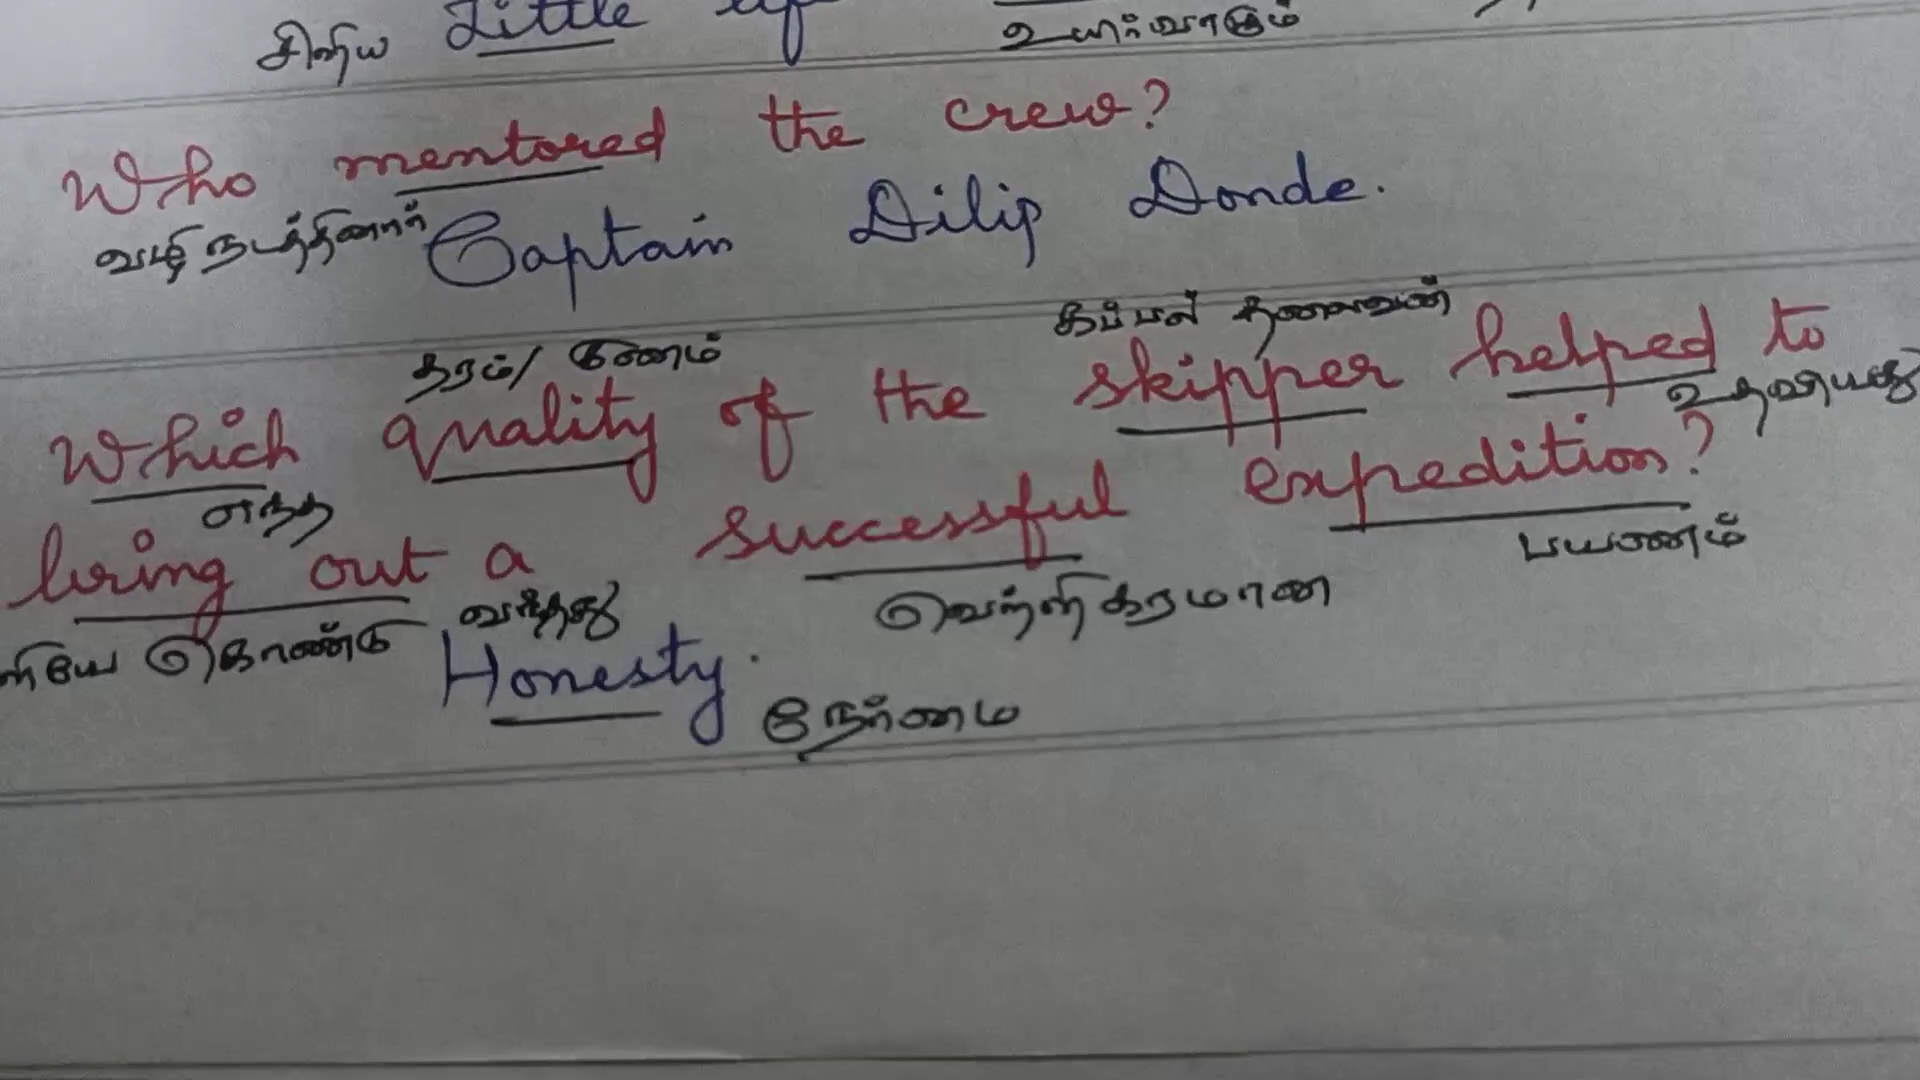 சிறிய Little
உயர்வாகும்
Who mentored the crew?
வழி நடத்தினார் Captain Dilip Donde.
தரம்/ குணம் கப்பல் தலைவன்
Which quality of the skipper helped to
எந்த உதவியது
bring out a successful expedition?
கொண்டு வந்தது வெற்றிகரமான பயணம்
Honesty. நேர்மை